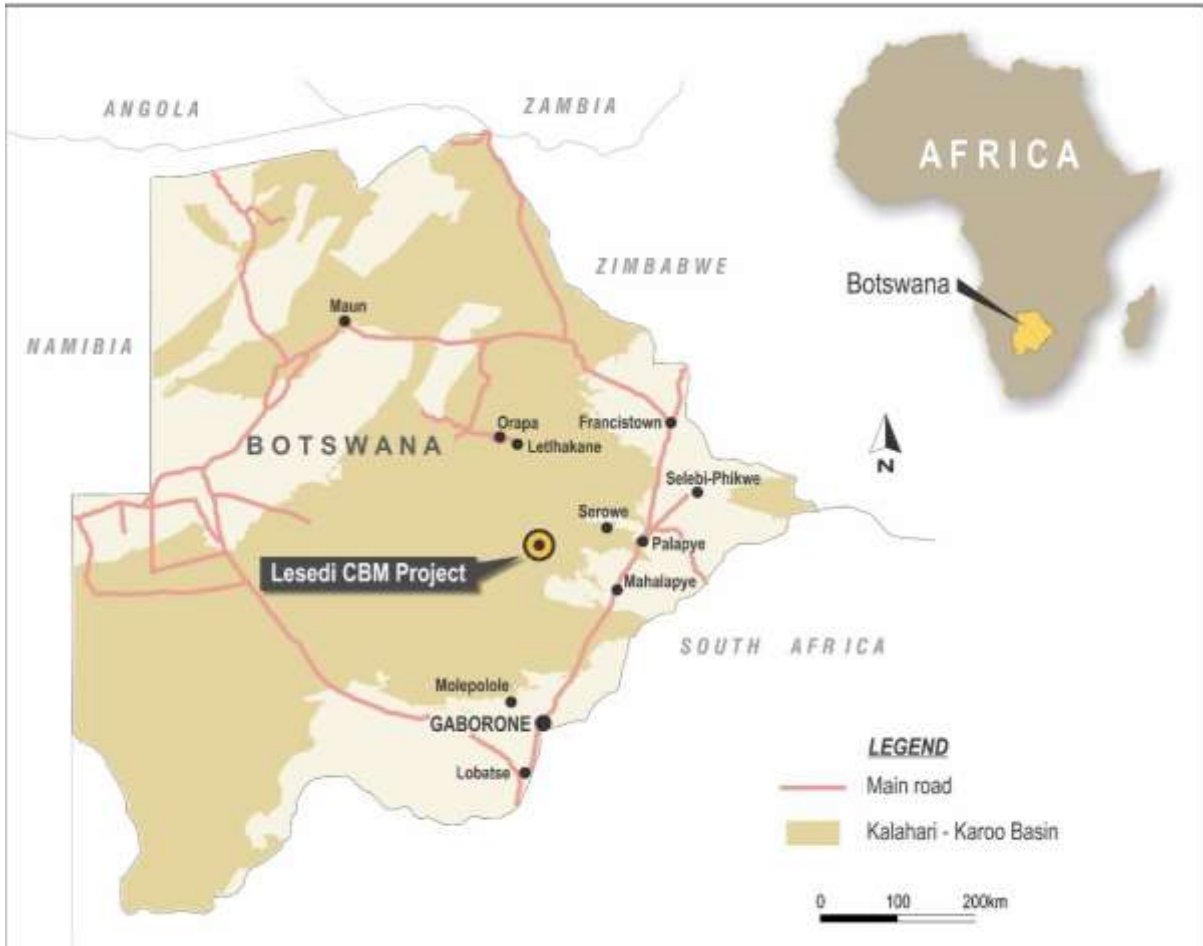 ANGOLA
ZAMBIA
AFRICA
ZIMBABWE
Botswana
Maun
NAMIBIA
Orapa
Francistown
BOTSWANA
Letlhakane
N
Selebi-Phikwe
Serowe
Palapye
Lesedi CBM Project
Mahalapye
SOUTH AFRICA
Molepolole
GABORONE
LEGEND
Lobatse
Main road
Kalahari - Karoo Basin
0 100 200km